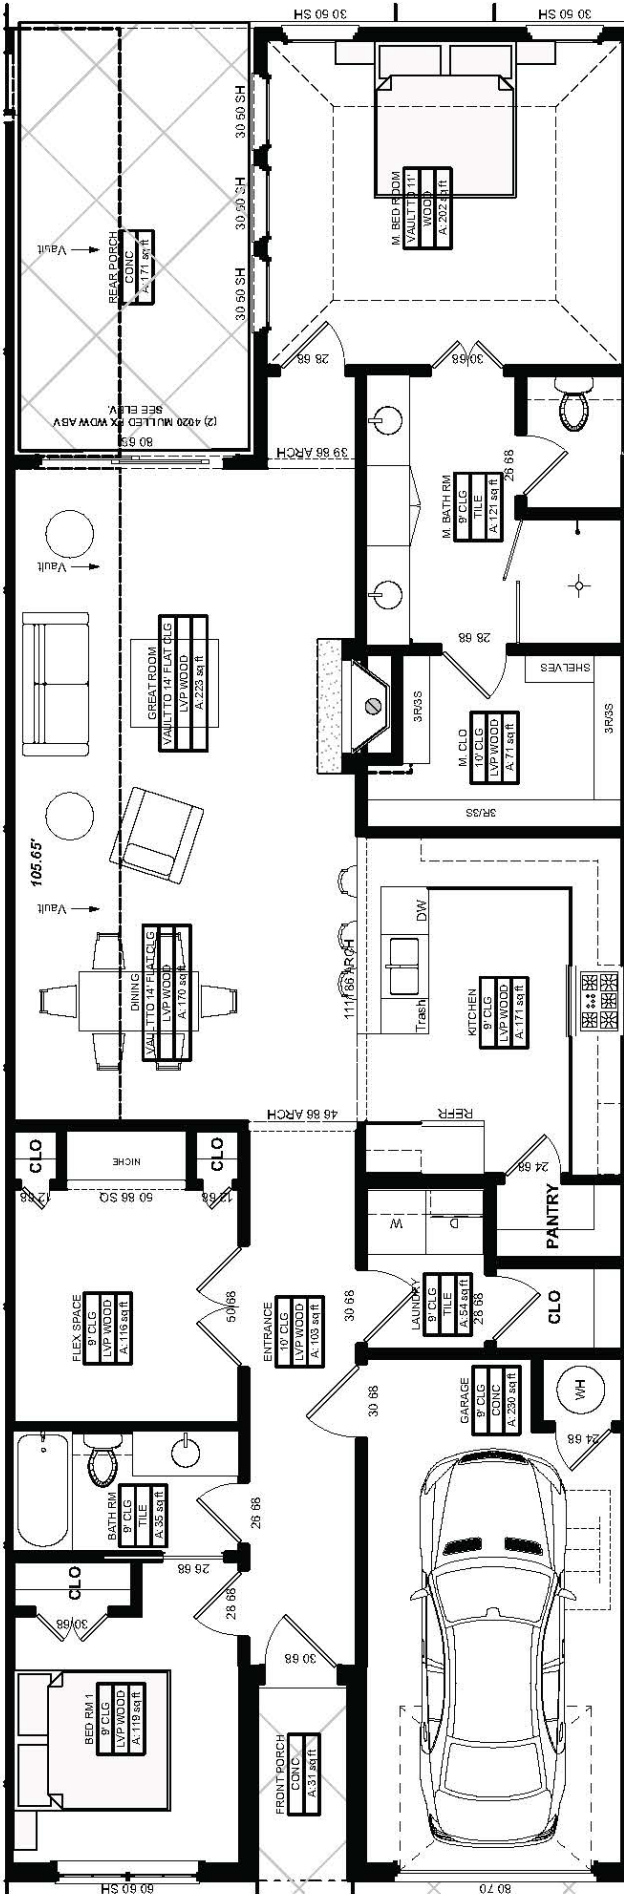 30 50 SH
30 50 SH
30 50 SH
30 50 SH
30 50 SH
M. BED ROOM
VAULT TO 11'
WOOD
A: 202 sq ft
Vault
REAR PORCH
CONC
A: 171 sq ft
(2) 4020 MULLED FX WDW ABV
SEE ELEV.
80 68
28 68
30/68
39 86 ARCH
M. BATH RM
9' CLG
TILE
A: 121 sq ft
26 68
Vault
GREAT ROOM
VAULT TO 14' FLAT CLG
LVP WOOD
A: 223 sq ft
28 68
SHELVES
3R/3S
M. CLO
10' CLG
LVP WOOD
A: 71 sq ft
3R/3S
3R/3S
105.65'
Vault
DINING
VAULT TO 14' FLAT CLG
LVP WOOD
A: 170 sq ft
86 ARCH
DW
Trash
KITCHEN
9' CLG
LVP WOOD
A: 171 sq ft
46 86 ARCH
REFR
24 68
PANTRY
CLO
NICHE
CLO
12 68
50 86 SQ
12 68
W
D
FLEX SPACE
9' CLG
LVP WOOD
A: 116 sq ft
50/68
ENTRANCE
10' CLG
LVP WOOD
A: 103 sq ft
30 68
LAUNDRY
9' CLG
TILE
A: 54 sq ft
28 68
CLO
30 68
GARAGE
9' CLG
CONC
A: 230 sq ft
WH
24 68
BATH RM
9' CLG
TILE
A: 35 sq ft
26 68
26 68
CLO
30/68
28 68
30 68
BED RM 1
9' CLG
LVP WOOD
A: 119 sq ft
FRONT PORCH
CONC
A: 31 sq ft
60 60 SH
80 70